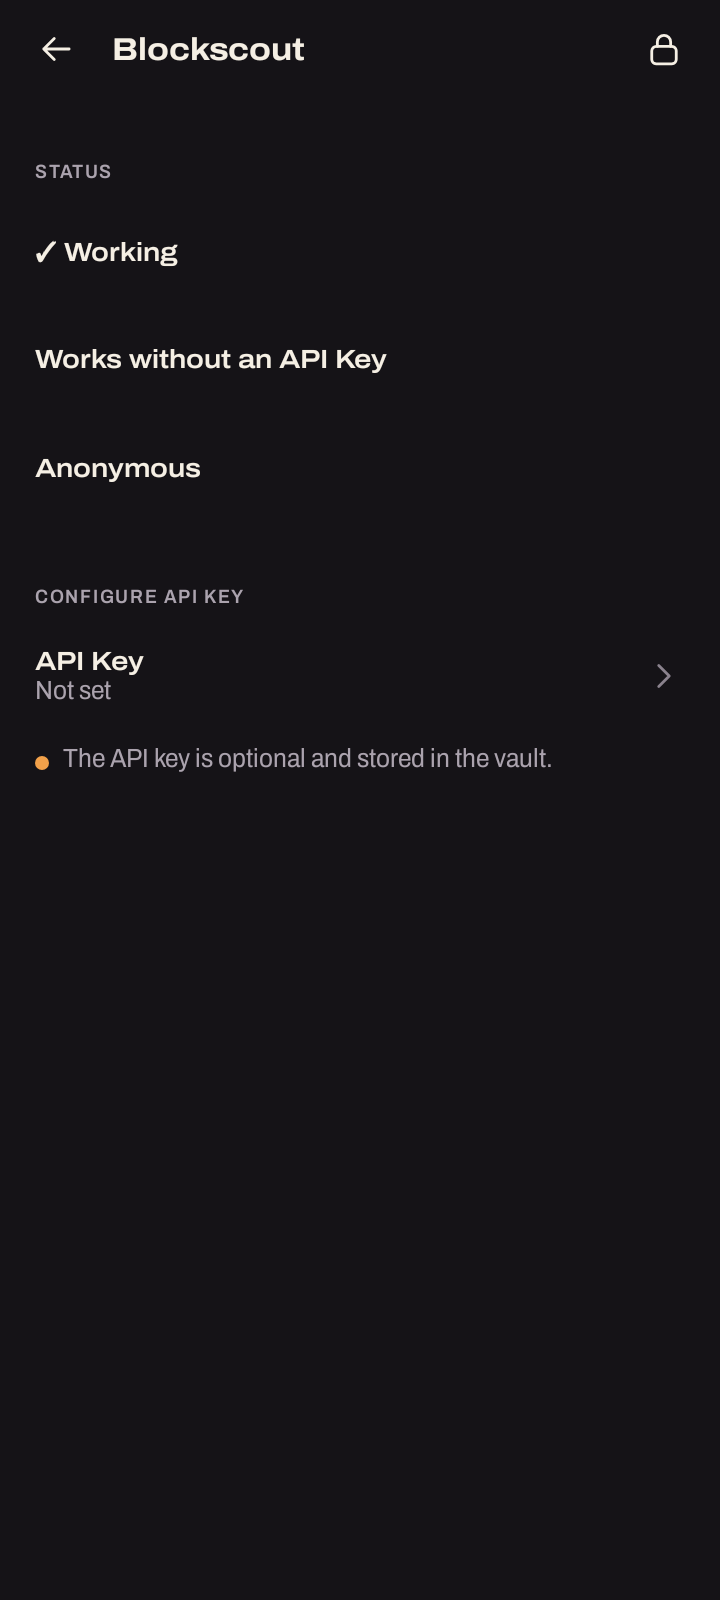 Blockscout
STATUS
✓ Working
Works without an API Key
Anonymous
CONFIGURE API KEY
API Key
Not set
The API key is optional and stored in the vault.